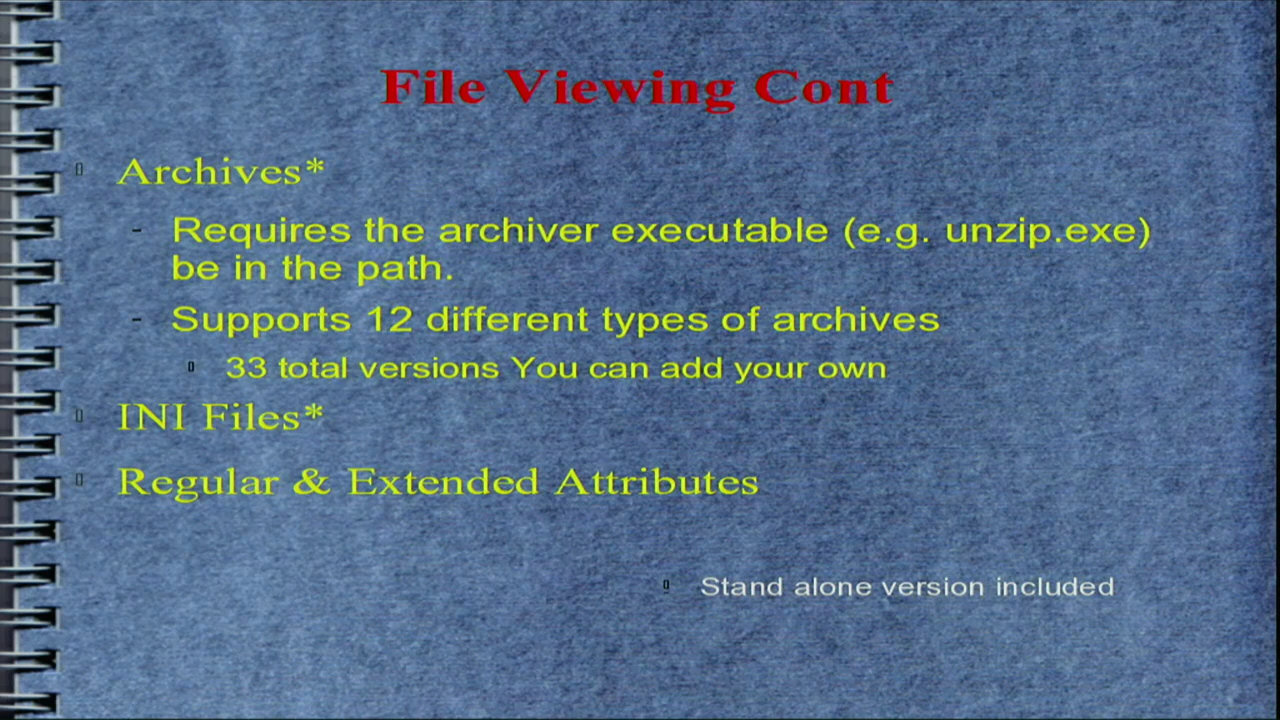 File Viewing Cont
Archives*
- Requires the archiver executable (e.g. unzip.exe)
be in the path.
- Supports 12 different types of archives
33 total versions You can add your own
INI Files*
Regular & Extended Attributes
Stand alone version included